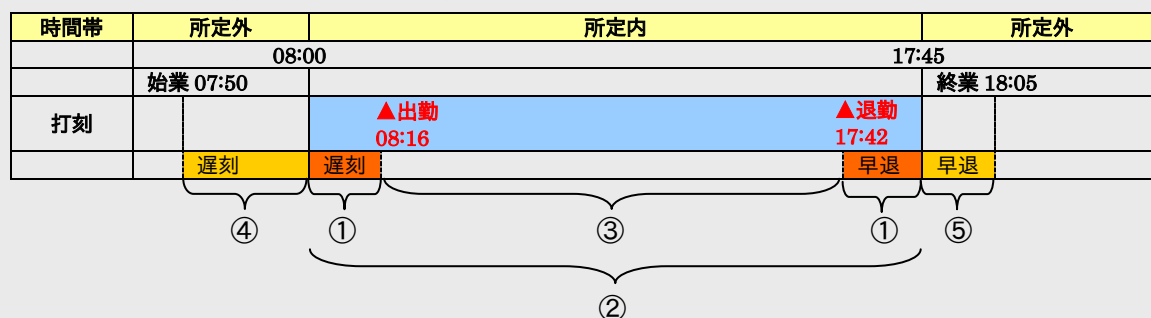 時間帯 所定外 所定内 所定外
08:00 17:45
始業 07:50 終業 18:05
打刻 ▲出勤 ▲退勤
08:16 17:42
遅刻 遅刻 早退 早退
④ ① ③ ① ⑤
②